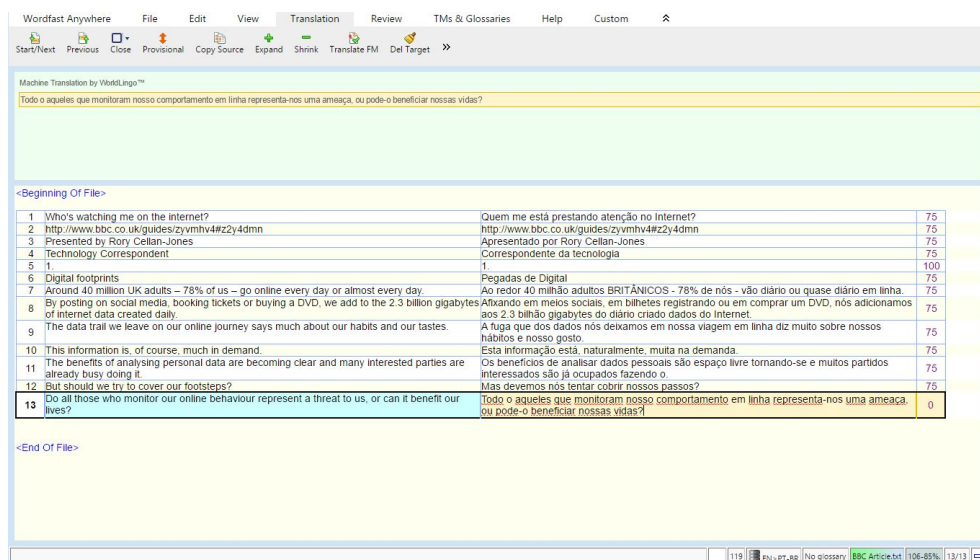 Wordfast Anywhere File Edit View Translation Review TMs & Glossaries Help Custom
Start/Next Previous Close Provisional Copy Source Expand Shrink Translate FM Del Target »
Machine Translation by WorldLingo™
Todo o aqueles que monitoram nosso comportamento em linha representa-nos uma ameaça, ou pode-o beneficiar nossas vidas?
<Beginning Of File>
1 Who's watching me on the internet? Quem me está prestando atenção no Internet? 75
2 http://www.bbc.co.uk/guides/zyvmhv4#z2y4dmn http://www.bbc.co.uk/guides/zyvmhv4#z2y4dmn 75
3 Presented by Rory Cellan-Jones Apresentado por Rory Cellan-Jones 75
4 Technology Correspondent Correspondente da tecnologia 75
5 1. 1. 100
6 Digital footprints Pegadas de Digital 75
7 Around 40 million UK adults – 78% of us – go online every day or almost every day. Ao redor 40 milhão adultos BRITÂNICOS - 78% de nós - vão diário ou quase diário em linha. 75
8 By posting on social media, booking tickets or buying a DVD, we add to the 2.3 billion gigabytes Afixando em meios sociais, em bilhetes registrando ou em comprar um DVD, nós adicionamos 75
of internet data created daily. aos 2.3 bilhão gigabytes do diário criado dados do Internet.
9 The data trail we leave on our online journey says much about our habits and our tastes. A fuga que dos dados nós deixamos em nossa viagem em linha diz muito sobre nossos 75
hábitos e nosso gosto.
10 This information is, of course, much in demand. Esta informação está, naturalmente, muita na demanda. 75
11 The benefits of analysing personal data are becoming clear and many interested parties are Os benefícios de analisar dados pessoais são espaço livre tornando-se e muitos partidos 75
already busy doing it. interessados são já ocupados fazendo o.
12 But should we try to cover our footsteps? Mas devemos nós tentar cobrir nossos passos? 75
13 Do all those who monitor our online behaviour represent a threat to us, or can it benefit our Todo o aqueles que monitoram nosso comportamento em linha representa-nos uma ameaça, 0
lives? ou pode-o beneficiar nossas vidas?
<End Of File>
119 EN>PT-BR No glossary BBC Article.txt 106-85% 13/13